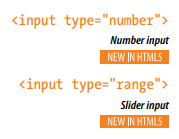 <input type="number">
Number input
NEW IN HTML5
<input type="range">
Slider input
NEW IN HTML5